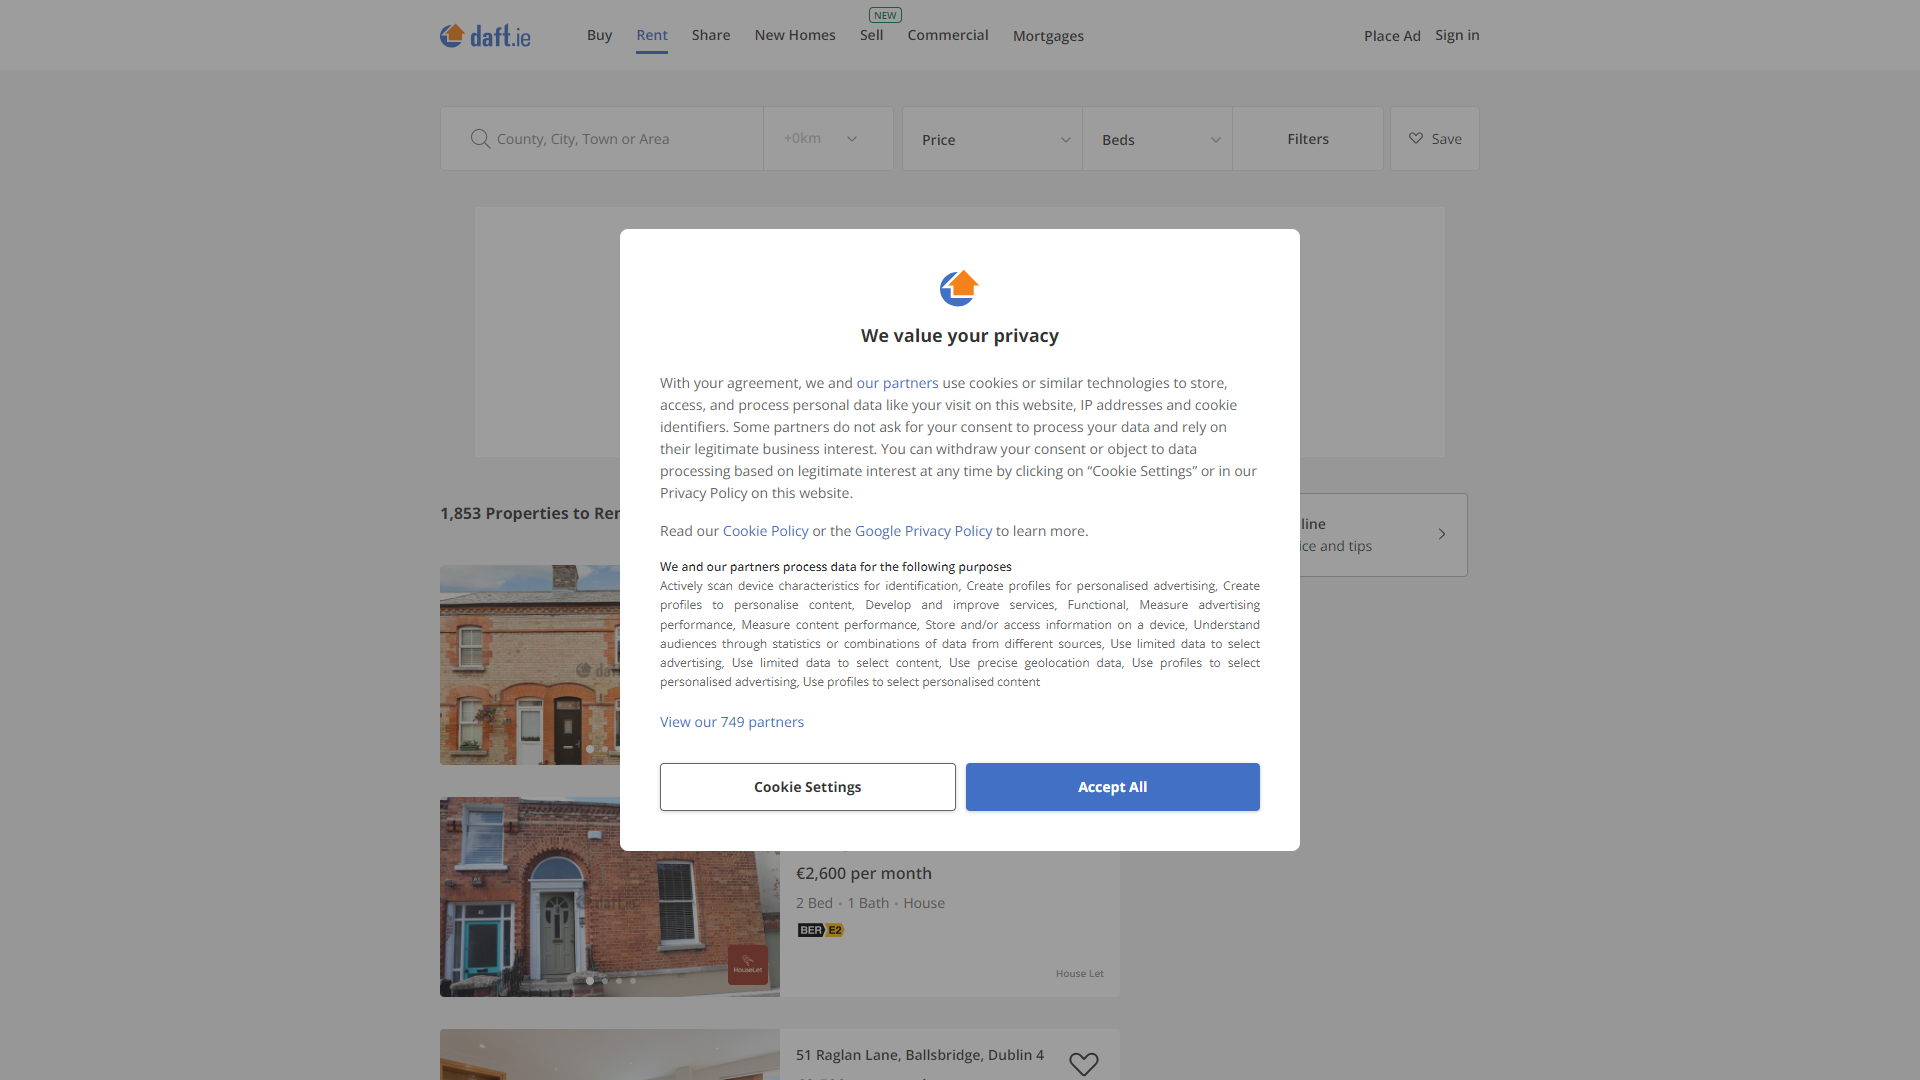 NEW
daft.ie
Buy
Rent
Share
New Homes
Sell
Commercial
Mortgages
Place Ad
Sign in
County, City, Town or Area
+0km
Price
Beds
Filters
Save
We value your privacy
With your agreement, we and our partners use cookies or similar technologies to store,
access, and process personal data like your visit on this website, IP addresses and cookie
identifiers. Some partners do not ask for your consent to process your data and rely on
their legitimate business interest. You can withdraw your consent or object to data
processing based on legitimate interest at any time by clicking on “Cookie Settings” or in our
Privacy Policy on this website.
1,853 Properties to Ren
line
ice and tips
Read our Cookie Policy or the Google Privacy Policy to learn more.
We and our partners process data for the following purposes
Actively scan device characteristics for identification, Create profiles for personalised advertising, Create
profiles to personalise content, Develop and improve services, Functional, Measure advertising
performance, Measure content performance, Store and/or access information on a device, Understand
audiences through statistics or combinations of data from different sources, Use limited data to select
advertising, Use limited data to select content, Use precise geolocation data, Use profiles to select
personalised advertising, Use profiles to select personalised content
View our 749 partners
Cookie Settings
Accept All
€2,600 per month
2 Bed • 1 Bath • House
BER E2
HouseLet
House Let
51 Raglan Lane, Ballsbridge, Dublin 4